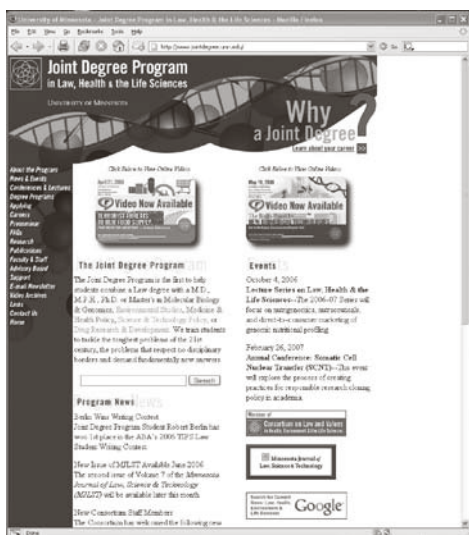 University of Minnesota - Joint Degree Program in Law, Health & the Life Sciences - Mozilla Firefox
File Edit View Go Bookmarks Tools Help
Joint Degree Program
in Law, Health & the Life Sciences
UNIVERSITY OF MINNESOTA
Why
a Joint Degree
?
Learn about your career >>
About the Program
News & Events
Conferences & Lectures
Degree Programs
Applying
Careers
Proseminar
FAQs
Research
Publications
Faculty & Staff
Advisory Board
Support
E-mail Newsletter
Video Archives
Links
Contact Us
Home
Click Below to View Online Videos
Video Now Available
Click Below to View Online Videos
Video Now Available
The Joint Degree Program
The Joint Degree Program is the first to help
students combine a Law degree with a M.D.,
M.P.H., Ph.D. or Master's in Molecular Biology
& Genomics, Environmental Studies, Medicine &
Health Policy, Science & Technology Policy, or
Drug Research & Development. We train students
to tackle the toughest problems of the 21st
century, the problems that respect no disciplinary
borders and demand fundamentally new answers
Search
Program News
Berlin Wins Writing Contest
Joint Degree Program Student Robert Berlin has
won 1st place in the ABA's 2006 TIPS Law
Student Writing Contest
New Issue of MJLST Available June 2006
The second issue of Volume 7 of the Minnesota
Journal of Law, Science & Technology
(MJLST) will be available later this month
New Consortium Staff Members
The Consortium has welcomed the following new
Events
October 4, 2006
Lecture Series on Law, Health & the
Life Sciences--The 2006-07 Series will
focus on nutrigenomics, nutraceuticals,
and direct-to-consumer marketing of
genomic nutritional profiling
February 26, 2007
Annual Conference: Somatic Cell
Nuclear Transfer (SCNT)--This event
will explore the process of creating
practices for responsible research cloning
policy in academia
Member of
Consortium on Law and Values
in Health, Environment & the Life Sciences
Minnesota Journal of
Law Science & Technology
Google
Done